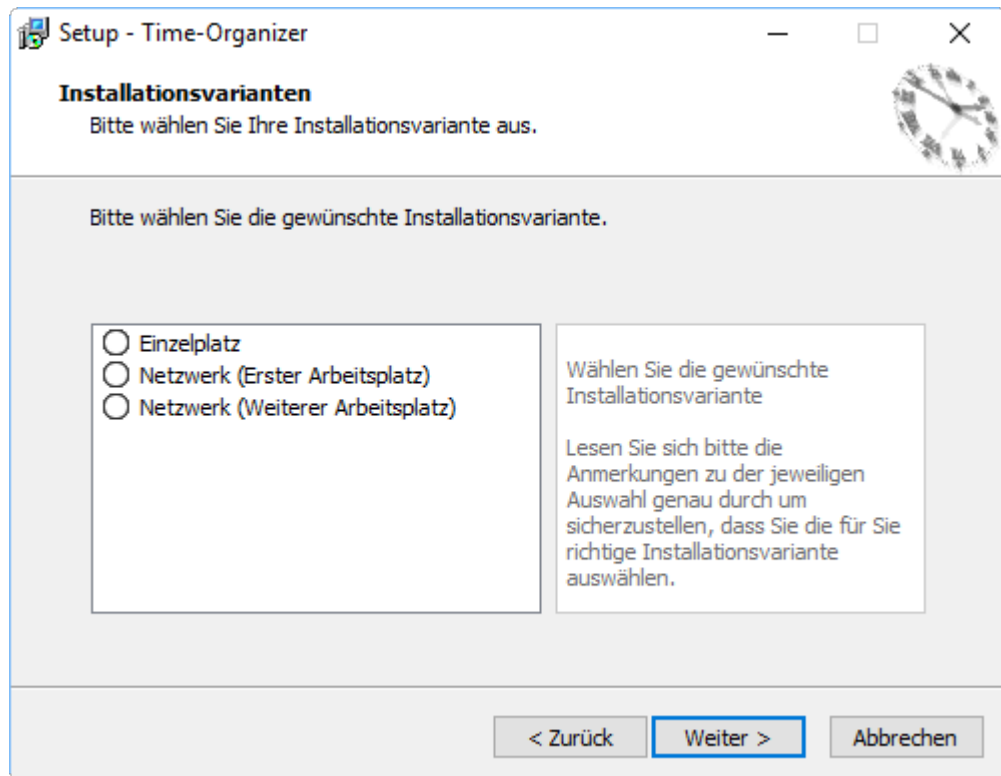 Setup - Time-Organizer
Installationsvarianten
Bitte wählen Sie Ihre Installationsvariante aus.
Bitte wählen Sie die gewünschte Installationsvariante.
Einzelplatz
Netzwerk (Erster Arbeitsplatz)
Netzwerk (Weiterer Arbeitsplatz)
Wählen Sie die gewünschte
Installationsvariante
Lesen Sie sich bitte die
Anmerkungen zu der jeweiligen
Auswahl genau durch um
sicherzustellen, dass Sie die für Sie
richtige Installationsvariante
auswählen.
< Zurück
Weiter >
Abbrechen